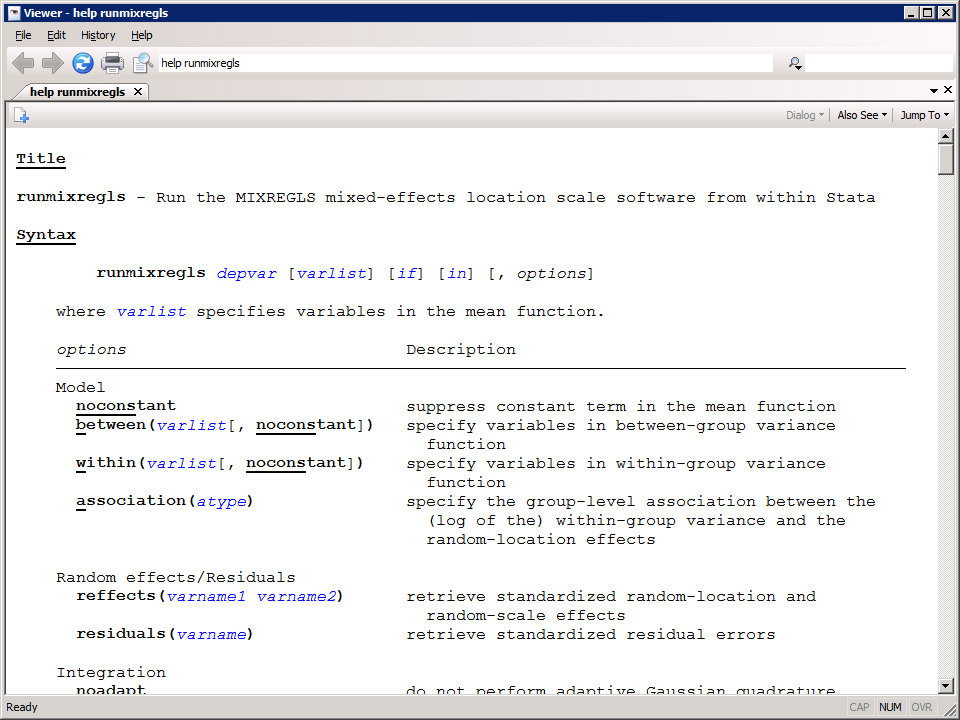 Viewer - help runmixregls
File Edit History Help
help runmixregls
help runmixregls
Dialog Also See Jump To
Title
runmixregls - Run the MIXREGLS mixed-effects location scale software from within Stata
Syntax
runmixregls depvar [varlist] [if] [in] [, options]
where varlist specifies variables in the mean function.
options Description
Model
noconstant suppress constant term in the mean function
between(varlist[, noconstant]) specify variables in between-group variance
function
within(varlist[, noconstant]) specify variables in within-group variance
function
association(atype) specify the group-level association between the
(log of the) within-group variance and the
random-location effects
Random effects/Residuals
reffects(varname1 varname2) retrieve standardized random-location and
random-scale effects
residuals(varname) retrieve standardized residual errors
Integration
noadapt do not perform adaptive Gaussian quadrature
Ready CAP NUM OVR